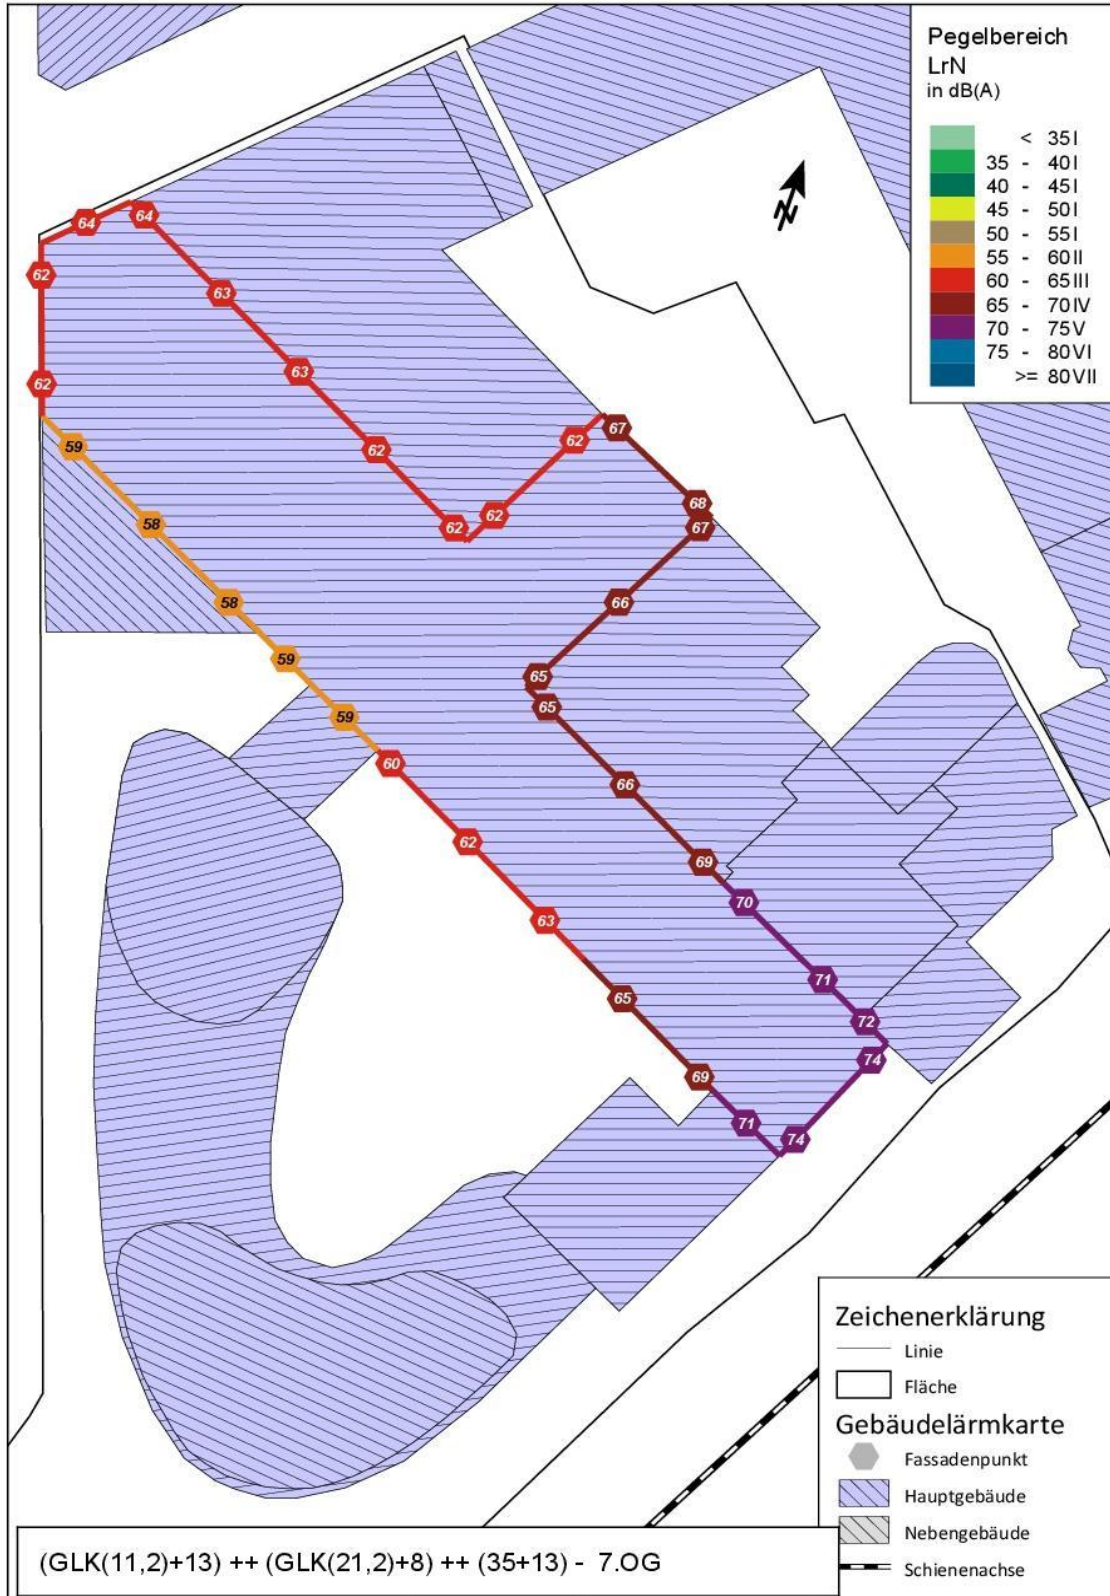 Pegelbereich
LrN
in dB(A)
< 35 I
35 - 40 I
40 - 45 I
45 - 50 I
50 - 55 I
55 - 60 II
60 - 65 III
65 - 70 IV
70 - 75 V
75 - 80 VI
>= 80 VII
N
64
64
62
63
63
62
62
67
59
62
62
62
68
67
58
58
66
59
65
65
59
60
66
62
69
70
63
71
65
72
74
69
71
74
Zeichenerklärung
Linie
Fläche
Gebäudelärmkarte
Fassadenpunkt
Hauptgebäude
Nebengebäude
Schienenachse
(GLK(11,2)+13) ++ (GLK(21,2)+8) ++ (35+13) - 7.OG